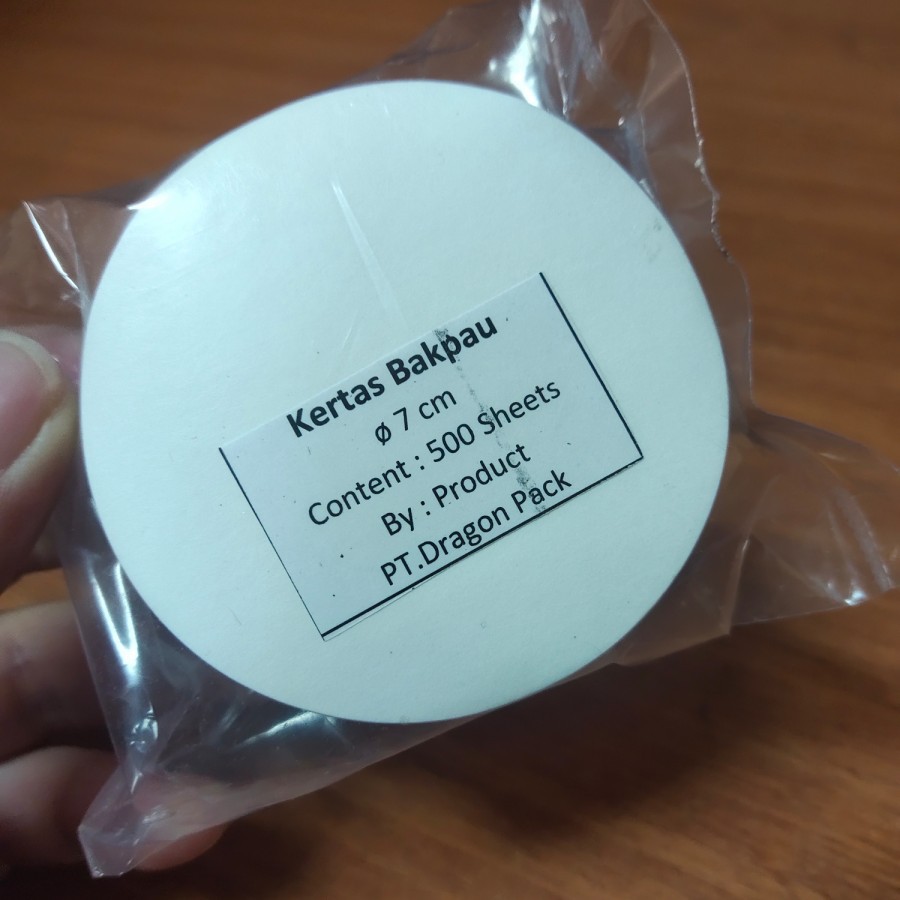 Kertas Bakpau
ø 7 cm
Content : 500 Sheets
By : Product
PT.Dragon Pack